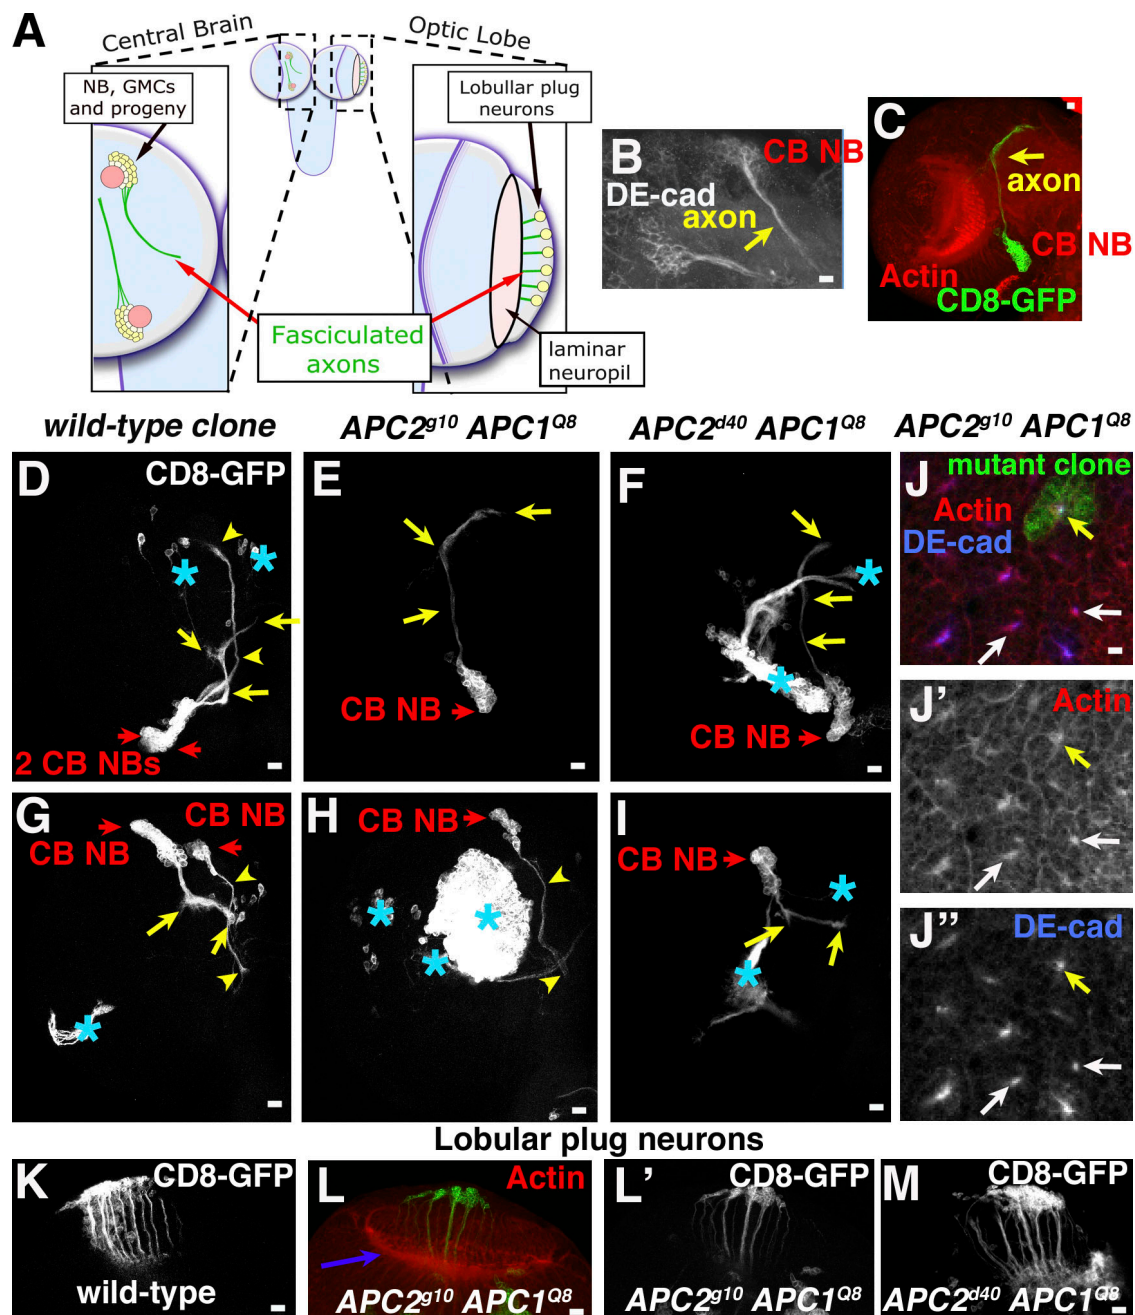 A
Central Brain
Optic Lobe
NB, GMCs
and progeny
Lobullar plug
neurons
Fasciculated
axons
laminar
neuropil
B
CB NB
DE-cad
axon
C
axon
CB NB
Actin
CD8-GFP
wild-type clone
APC2g10 APC1Q8
APC2d40 APC1Q8
APC2g10 APC1Q8
D
CD8-GFP
2 CB NBs
E
CB NB
F
CB NB
J
mutant clone
Actin
DE-cad
J'
Actin
G
CB NB
CB NB
H
CB NB
I
CB NB
J"
DE-cad
Lobular plug neurons
K
CD8-GFP
wild-type
L
Actin
APC2g10 APC1Q8
L'
CD8-GFP
APC2g10 APC1Q8
M
CD8-GFP
APC2d40 APC1Q8